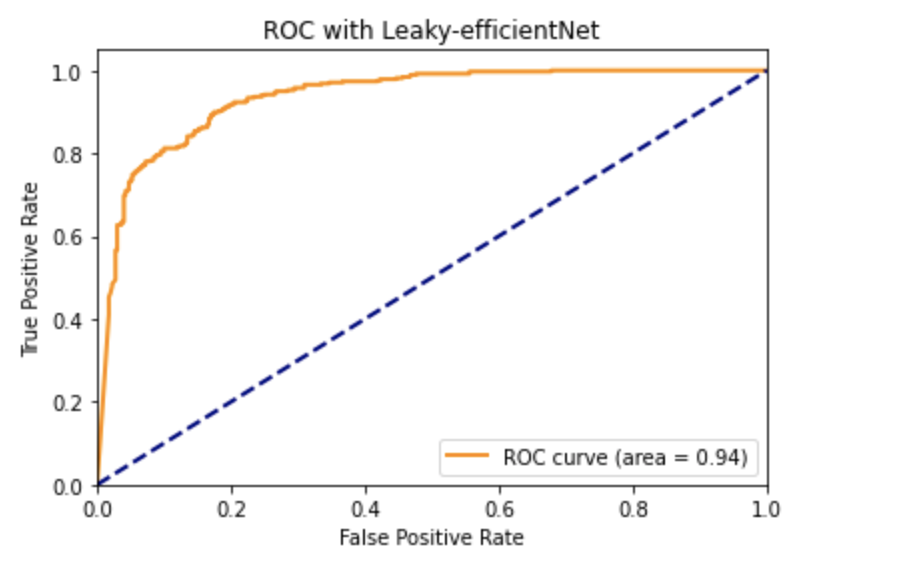 ROC with Leaky-efficientNet
1.0
0.8
0.6
0.4
0.2
0.0
True Positive Rate
ROC curve (area = 0.94)
0.0 0.2 0.4 0.6 0.8 1.0
False Positive Rate